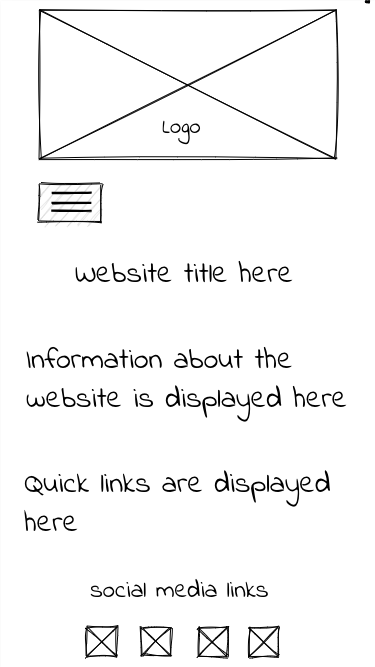 Logo
website title here
Information about the
website is displayed here
Quick links are displayed
here
social media links